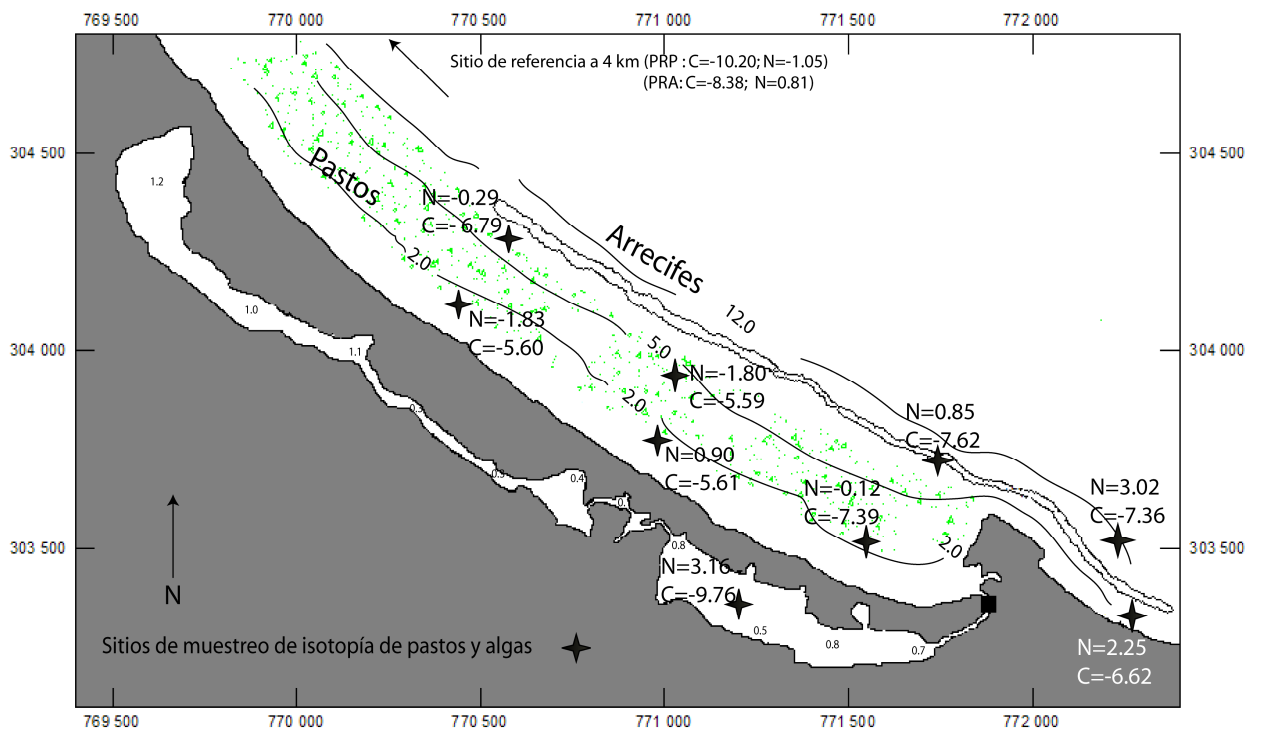 769 500 770 000 770 500 771 000 771 500 772 000
Sitio de referencia a 4 km (PRP : C=-10.20; N=-1.05)
(PRA: C=-8.38; N=0.81)
304 500 304 500
Pastos
1.2
N=-0.29
C=- 6.79
Arrecifes
2.0
1.0
N=-1.83
C=-5.60
12.0
5.0
304 000 304 000
1.1
N=-1.80
C=-5.59
2.0
N=0.85
C=-7.62
N=0.90
C=-5.61
0.4
N=-0.12
C=-7.39
N=3.02
C=-7.36
303 500 303 500
0.8
2.0
N=3.16
C=-9.76
N
0.5
0.8
0.7
Sitios de muestreo de isotopía de pastos y algas
N=2.25
C=-6.62
769 500 770 000 770 500 771 000 771 500 772 000